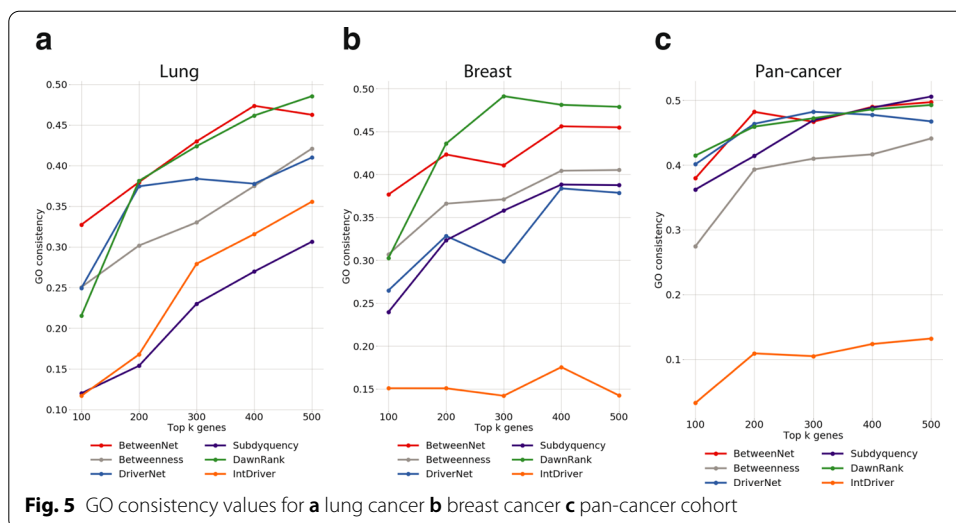 a
Lung
GO consistency
0.50
0.45
0.40
0.35
0.30
0.25
0.20
0.15
0.10
100 200 300 400 500
Top k genes
BetweenNet Subdyquency
Betweenness DawnRank
DriverNet IntDriver
b
Breast
GO consistency
0.50
0.45
0.40
0.35
0.30
0.25
0.20
0.15
100 200 300 400 500
Top k genes
BetweenNet Subdyquency
Betweenness DawnRank
DriverNet IntDriver
c
Pan-cancer
GO consistency
0.5
0.4
0.3
0.2
0.1
100 200 300 400 500
Top k genes
BetweenNet Subdyquency
Betweenness DawnRank
DriverNet IntDriver
Fig. 5 GO consistency values for a lung cancer b breast cancer c pan-cancer cohort